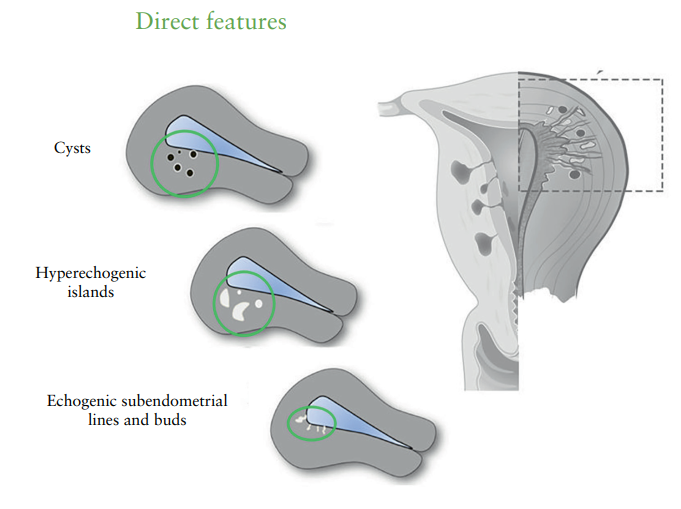 Direct features
Cysts
Hyperechogenic
islands
Echogenic subendometrial
lines and buds